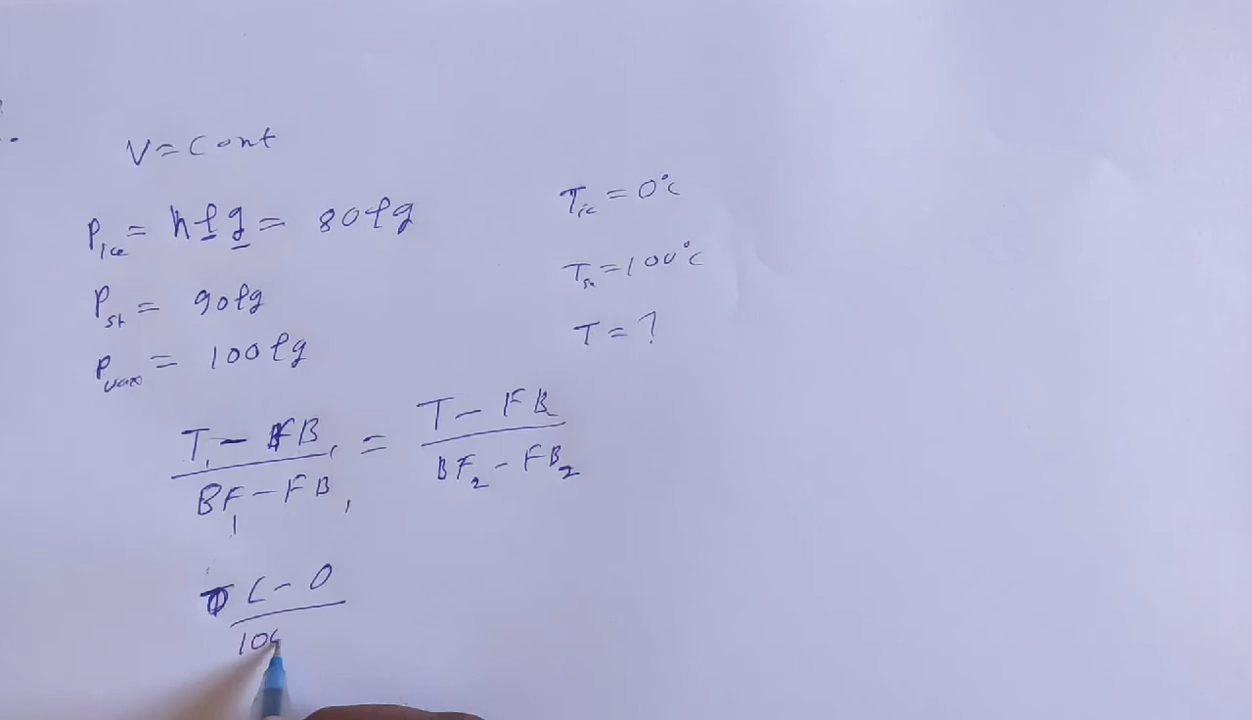 V = Cont
P_ice = hρg = 80ρg
T_ic = 0°C
P_st = 90ρg
T_st = 100°C
P_wax = 100ρg
T = ?
T₁ - FB₁ / BF₁ - FB₁ = T - FB / BF₂ - FB₂
C - 0 / 100